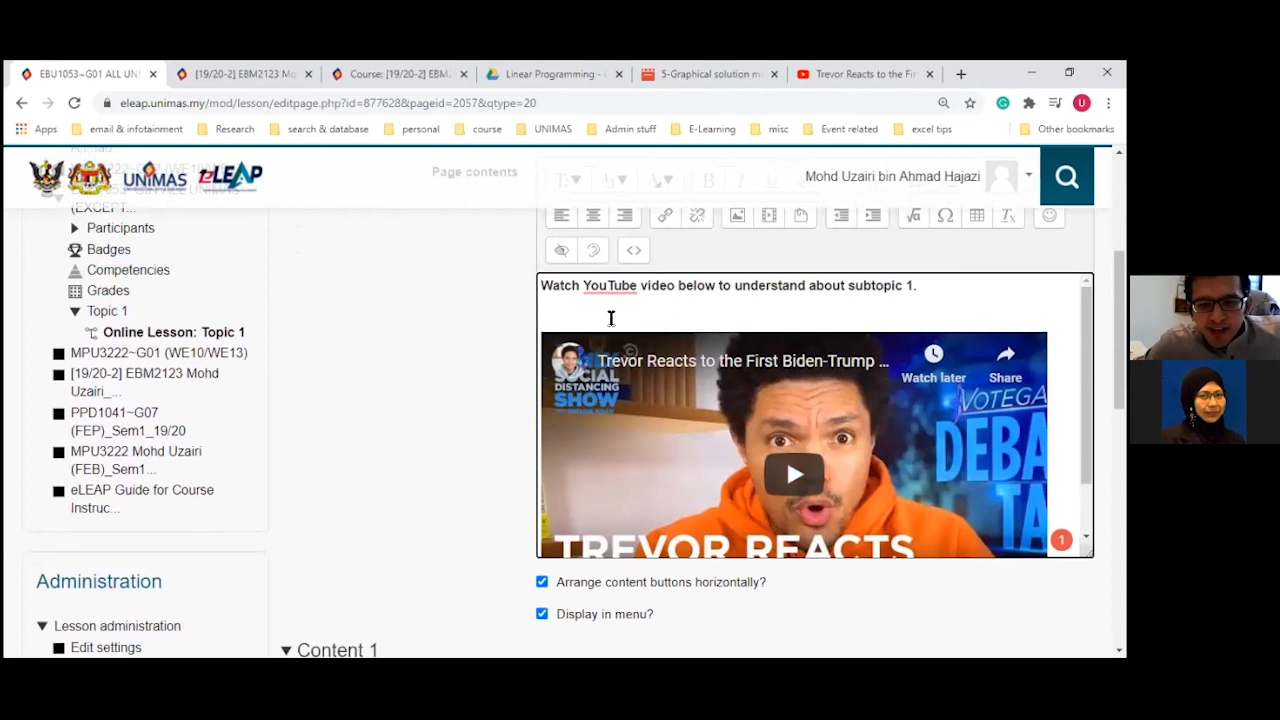 EBU1053~G01 ALL UNI
[19/20-2] EBM2123 Mo
Course: [19/20-2] EBM
Linear Programming -
5-Graphical solution m
Trevor Reacts to the Fir
eleap.unimas.my/mod/lesson/editpage.php?id=877628&pageid=2057&qtype=20
U
Apps
email & infotainment
Research
search & database
personal
course
UNIMAS
Admin stuff
E-Learning
misc
Event related
excel tips
Other bookmarks
UNIMAS
eLEAP
Page contents
Mohd Uzairi bin Ahmad Hajazi
(EXCEPT...
Participants
Badges
Competencies
Grades
Topic 1
Online Lesson: Topic 1
MPU3222~G01 (WE10/WE13)
[19/20-2] EBM2123 Mohd
Uzairi_...
PPD1041~G07
(FEP)_Sem1_19/20
MPU3222 Mohd Uzairi
(FEB)_Sem1...
eLEAP Guide for Course
Instruc...
Administration
Lesson administration
Edit settings
Watch YouTube video below to understand about subtopic 1.
Trevor Reacts to the First Biden-Trump ...
Watch later
Share
SOCIAL
DISTANCING
SHOW
VOTEGA
DEBA
TA
TREVOR REACTS
1
Arrange content buttons horizontally?
Display in menu?
Content 1